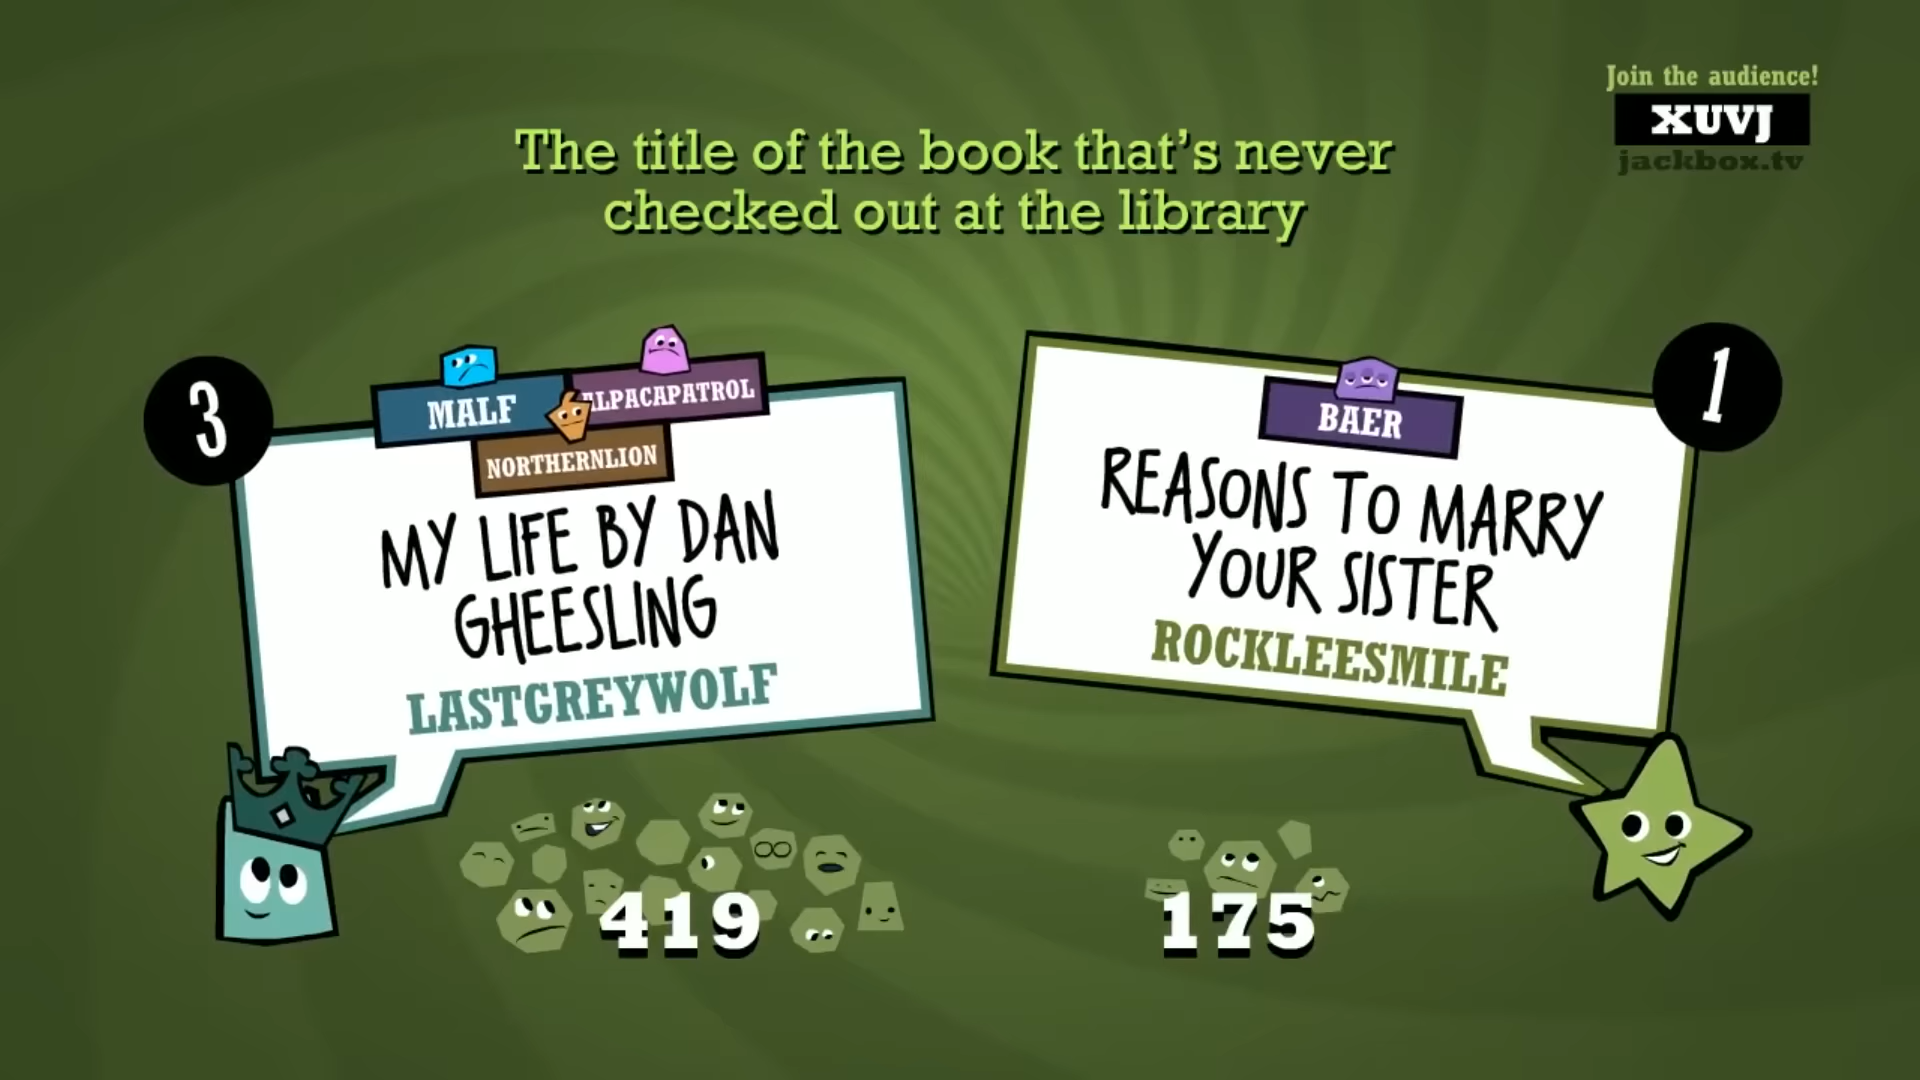 Join the audience!
XUVJ
jackbox.tv
The title of the book that's never
checked out at the library
3
MALF
ALPACAPATROL
NORTHERNLION
MY LIFE BY DAN
GHEESLING
LASTGREYWOLF
419
1
BAER
REASONS TO MARRY
YOUR SISTER
ROCKLEESMILE
175